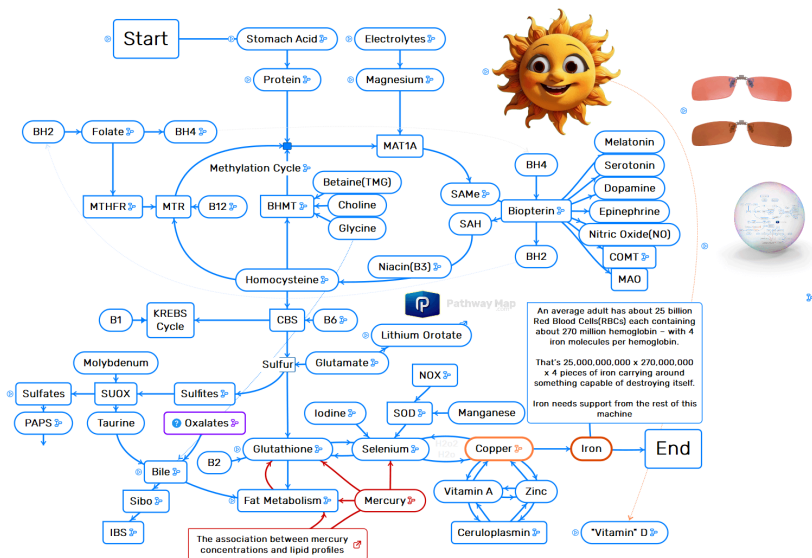 Start
Stomach Acid
Electrolytes
Protein
Magnesium
BH2
Folate
BH4
MAT1A
Methylation Cycle
Melatonin
BH4
Serotonin
Betaine(TMG)
SAMe
Dopamine
MTHFR
MTR
B12
BHMT
Choline
Biopterin
Epinephrine
Glycine
SAH
Nitric Oxide(NO)
BH2
COMT
Niacin(B3)
MAO
Homocysteine
Pathway Map
B1
KREBS
Cycle
CBS
B6
Lithium Orotate
An average adult has about 25 billion
Red Blood Cells(RBCs) each containing
about 270 million hemoglobin – with 4
iron molecules per hemoglobin.
That's 25,000,000,000 x 270,000,000
x 4 pieces of iron carrying around
something capable of destroying itself.
Iron needs support from the rest of this
machine
Molybdenum
Sulfur
Glutamate
NOX
Sulfates
SUOX
Sulfites
PAPS
Taurine
? Oxalates
Iodine
SOD
Manganese
B2
Glutathione
Selenium
Copper
Iron
End
Bile
Sibo
Fat Metabolism
Mercury
Vitamin A
Zinc
IBS
The association between mercury
concentrations and lipid profiles
Ceruloplasmin
"Vitamin" D